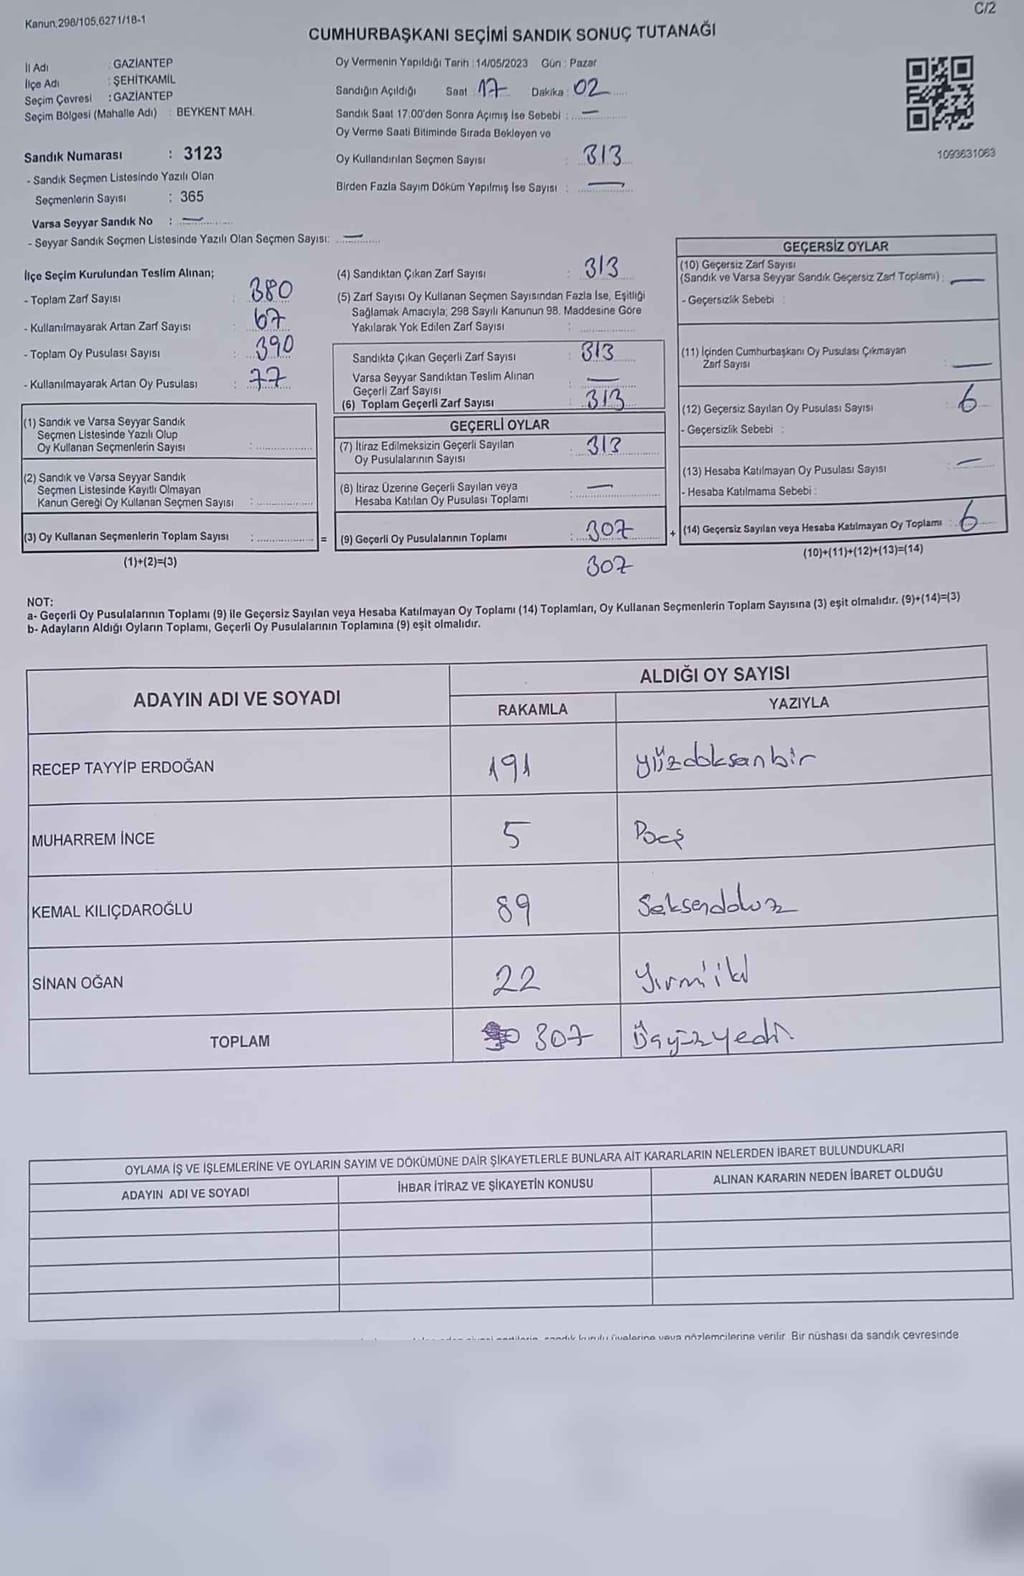 Kanun, 298/105,6271/18-1
C/2
CUMHURBAŞKANI SEÇİMİ SANDIK SONUÇ TUTANAĞI
İl Adı : GAZİANTEP
İlçe Adı : ŞEHİTKAMİL
Seçim Çevresi : GAZİANTEP
Seçim Bölgesi (Mahalle Adı) : BEYKENT MAH.
Sandık Numarası : 3123
- Sandık Seçmen Listesinde Yazılı Olan
Seçmenlerin Sayısı : 365
Varsa Seyyar Sandık No : —
- Seyyar Sandık Seçmen Listesinde Yazılı Olan Seçmen Sayısı: —
Oy Vermenin Yapıldığı Tarih : 14/05/2023 Gün : Pazar
Sandığın Açıldığı Saat : 17 Dakika : 02
Sandık Saat 17.00'den Sonra Açımış İse Sebebi : —
Oy Verme Saati Bitiminde Sırada Bekleyen ve
Oy Kullandırılan Seçmen Sayısı : 313
Birden Fazla Sayım Döküm Yapılmış İse Sayısı : —
1093631063
İlçe Seçim Kurulundan Teslim Alınan;
- Toplam Zarf Sayısı : 380
- Kullanılmayarak Artan Zarf Sayısı : 67
- Toplam Oy Pusulası Sayısı : 390
- Kullanılmayarak Artan Oy Pusulası : 77
(1) Sandık ve Varsa Seyyar Sandık
Seçmen Listesinde Yazılı Olup
Oy Kullanan Seçmenlerin Sayısı :
(2) Sandık ve Varsa Seyyar Sandık
Seçmen Listesinde Kayıtlı Olmayan
Kanun Gereği Oy Kullanan Seçmen Sayısı :
(3) Oy Kullanan Seçmenlerin Toplam Sayısı : =
(1)+(2)=(3)
(4) Sandıktan Çıkan Zarf Sayısı : 313
(5) Zarf Sayısı Oy Kullanan Seçmen Sayısından Fazla İse, Eşitliği
Sağlamak Amacıyla; 298 Sayılı Kanunun 98. Maddesine Göre
Yakılarak Yok Edilen Zarf Sayısı :
Sandıkta Çıkan Geçerli Zarf Sayısı : 313
Varsa Seyyar Sandıktan Teslim Alınan
Geçerli Zarf Sayısı : —
(6) Toplam Geçerli Zarf Sayısı : 313
GEÇERLİ OYLAR
(7) İtiraz Edilmeksizin Geçerli Sayılan
Oy Pusulalarının Sayısı : 313
(8) İtiraz Üzerine Geçerli Sayılan veya
Hesaba Katılan Oy Pusulası Toplamı : —
(9) Geçerli Oy Pusulalarının Toplamı : 307 +
307
GEÇERSİZ OYLAR
(10) Geçersiz Zarf Sayısı
(Sandık ve Varsa Seyyar Sandık Geçersiz Zarf Toplamı) : —
- Geçersizlik Sebebi :
(11) İçinden Cumhurbaşkanı Oy Pusulası Çıkmayan
Zarf Sayısı —
(12) Geçersiz Sayılan Oy Pusulası Sayısı : 6
- Geçersizlik Sebebi :
(13) Hesaba Katılmayan Oy Pusulası Sayısı : —
- Hesaba Katılmama Sebebi :
(14) Geçersiz Sayılan veya Hesaba Katılmayan Oy Toplamı : 6
(10)+(11)+(12)+(13)=(14)
NOT:
a- Geçerli Oy Pusulalarının Toplamı (9) ile Geçersiz Sayılan veya Hesaba Katılmayan Oy Toplamı (14) Toplamları, Oy Kullanan Seçmenlerin Toplam Sayısına (3) eşit olmalıdır. (9)+(14)=(3)
b- Adayların Aldığı Oyların Toplamı, Geçerli Oy Pusulalarının Toplamına (9) eşit olmalıdır.
ADAYIN ADI VE SOYADI
ALDIĞI OY SAYISI
RAKAMLA YAZIYLA
RECEP TAYYİP ERDOĞAN 191 yüzdoksanbir
MUHARREM İNCE 5
KEMAL KILIÇDAROĞLU 89 Seksendokuz
SİNAN OĞAN 22 Yirmiiki
TOPLAM 307 Üçyüzyedi
OYLAMA İŞ VE İŞLEMLERİNE VE OYLARIN SAYIM VE DÖKÜMÜNE DAİR ŞİKAYETLERLE BUNLARA AİT KARARLARIN NELERDEN İBARET BULUNDUKLARI
ADAYIN ADI VE SOYADI İHBAR İTİRAZ VE ŞİKAYETİN KONUSU ALINAN KARARIN NEDEN İBARET OLDUĞU
sandık kurulu üyelerine veya gözlemcilerine verilir. Bir nüshası da sandık çevresinde